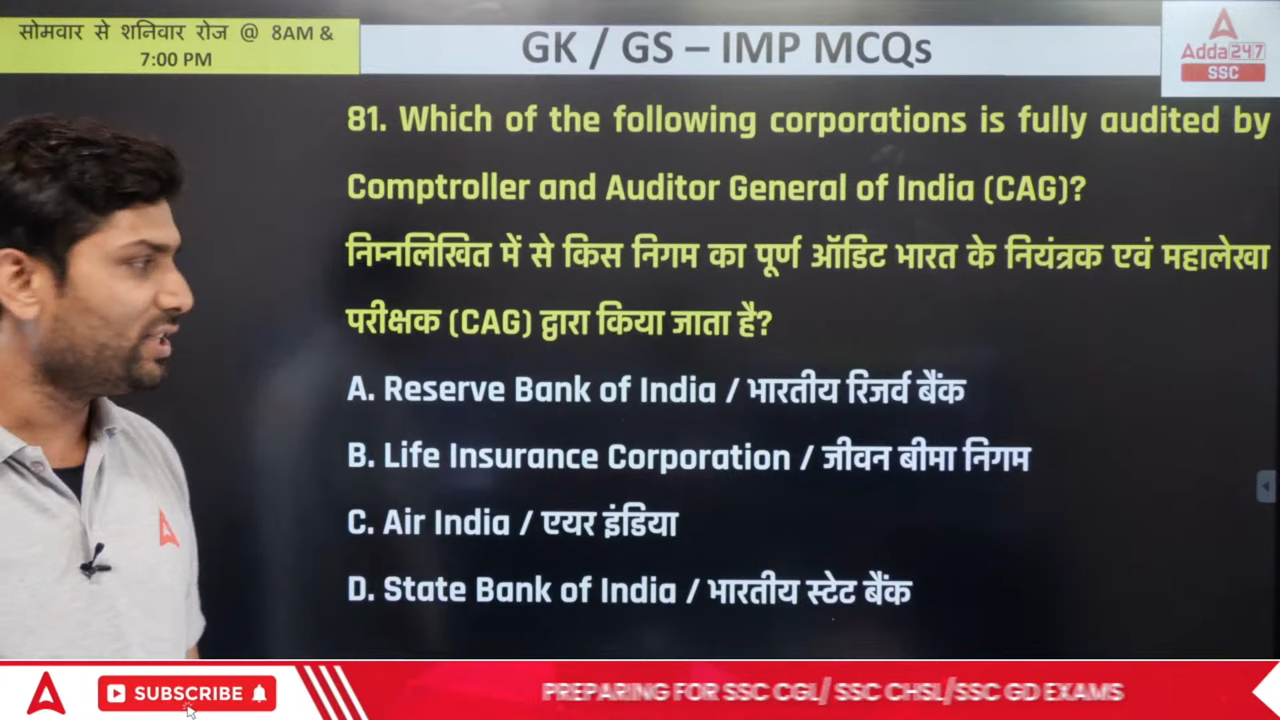 सोमवार से शनिवार रोज @ 8AM &
7:00 PM
GK / GS – IMP MCQs
Adda 247
SSC
81. Which of the following corporations is fully audited by
Comptroller and Auditor General of India (CAG)?
निम्नलिखित में से किस निगम का पूर्ण ऑडिट भारत के नियंत्रक एवं महालेखा
परीक्षक (CAG) द्वारा किया जाता है?
A. Reserve Bank of India / भारतीय रिजर्व बैंक
B. Life Insurance Corporation / जीवन बीमा निगम
C. Air India / एयर इंडिया
D. State Bank of India / भारतीय स्टेट बैंक
SUBSCRIBE
PREPARING FOR SSC CGL/ SSC CHSL/SSC GD EXAMS